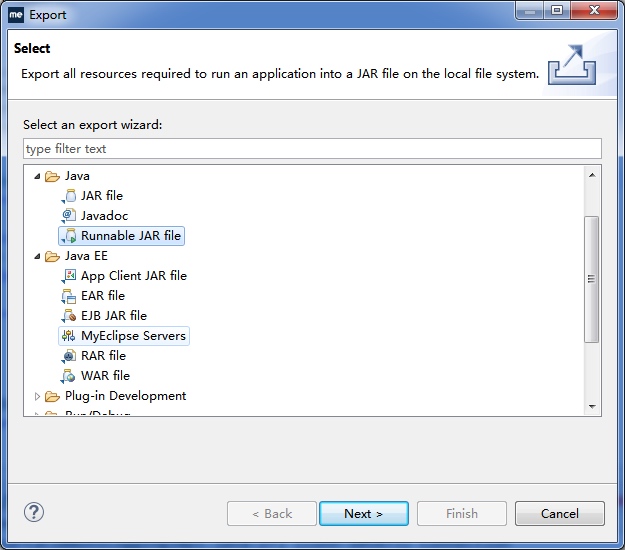 me Export
Select
Export all resources required to run an application into a JAR file on the local file system.
Select an export wizard:
type filter text
Java
JAR file
Javadoc
Runnable JAR file
Java EE
App Client JAR file
EAR file
EJB JAR file
MyEclipse Servers
RAR file
WAR file
Plug-in Development
Run/Debug
?
< Back
Next >
Finish
Cancel